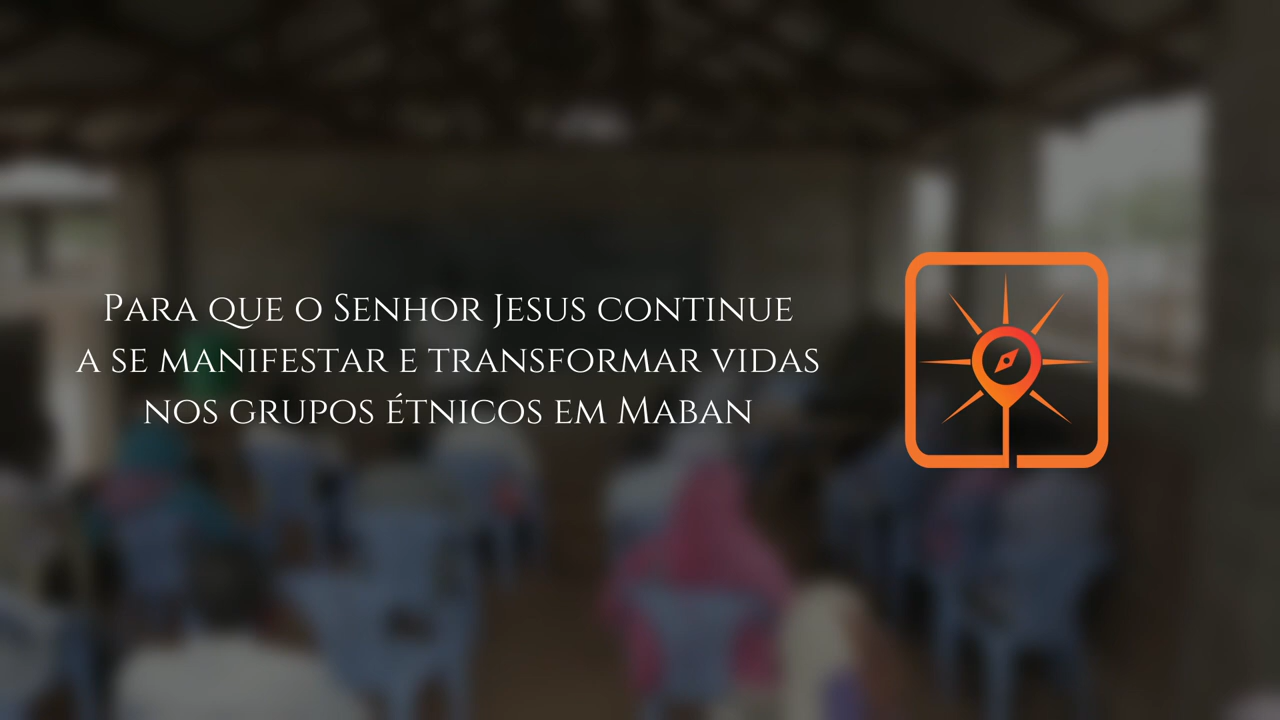 Para que o Senhor Jesus continue
a se manifestar e transformar vidas
nos grupos étnicos em Maban